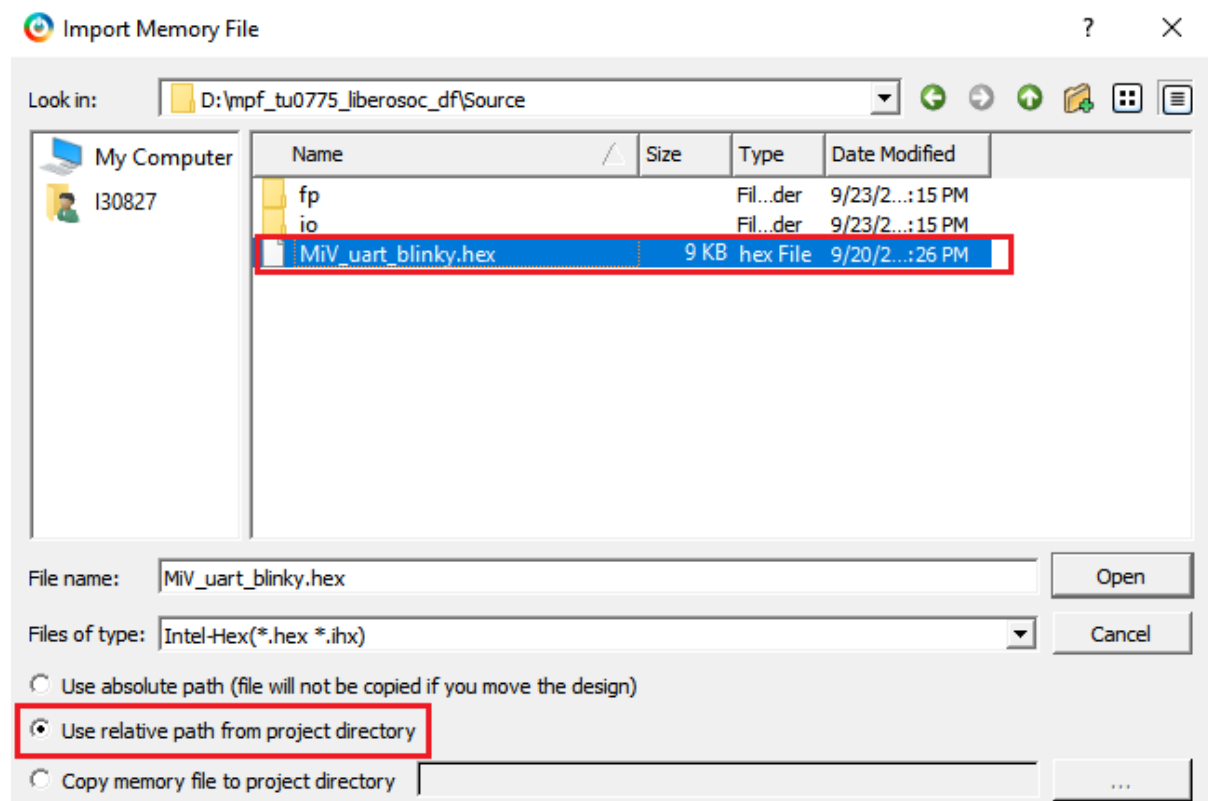 Import Memory File
?
Look in:
D:\mpf_tu0775_liberosoc_df\Source
My Computer
I30827
Name Size Type Date Modified
fp Fil...der 9/23/2...:15 PM
io Fil...der 9/23/2...:15 PM
MiV_uart_blinky.hex 9 KB hex File 9/20/2...:26 PM
File name: MiV_uart_blinky.hex Open
Files of type: Intel-Hex(*.hex *.ihx) Cancel
Use absolute path (file will not be copied if you move the design)
Use relative path from project directory
Copy memory file to project directory ...